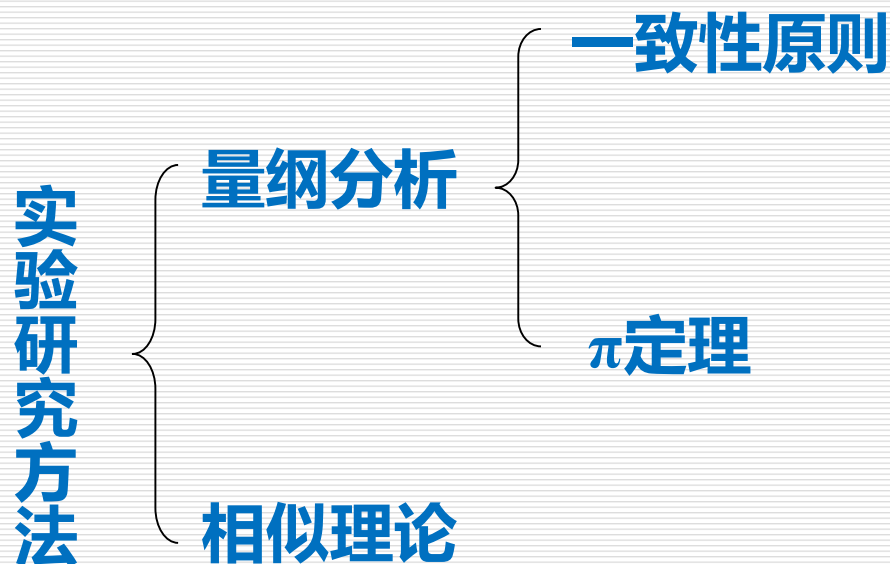 实验研究方法
量纲分析
一致性原则
π定理
相似理论